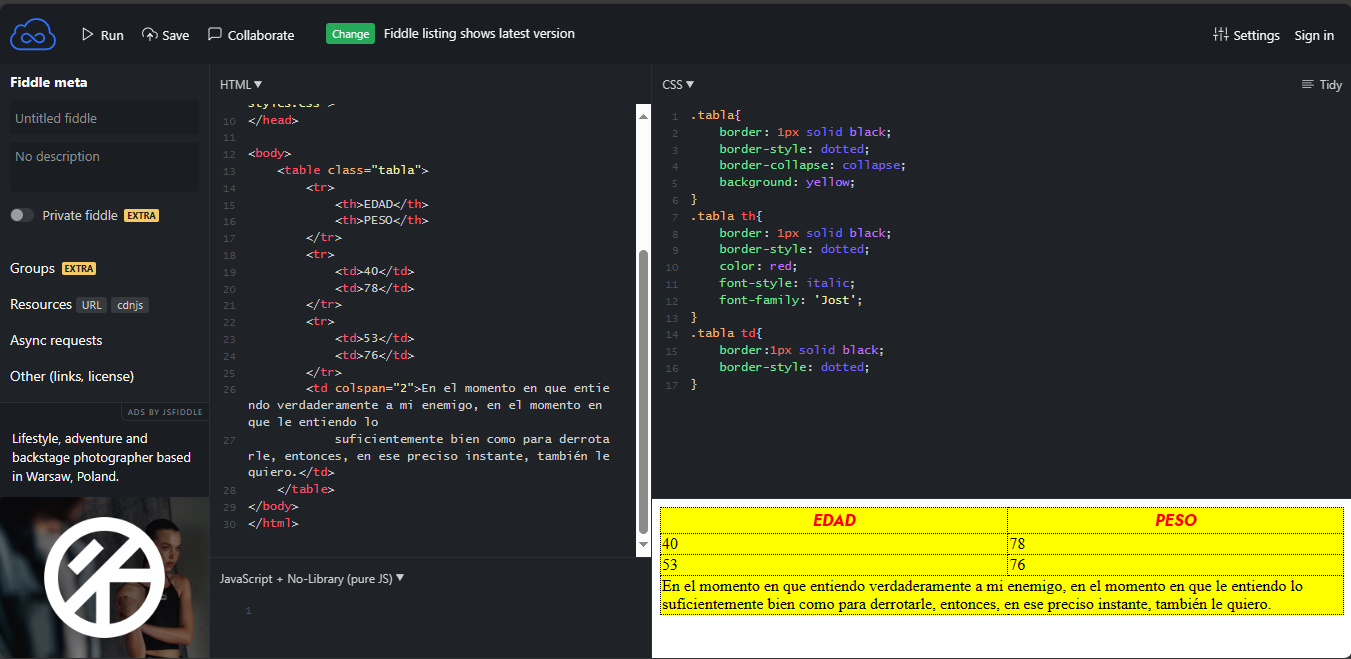 Run
Save
Collaborate
Change
Fiddle listing shows latest version
Settings
Sign in
Fiddle meta
Untitled fiddle
No description
Private fiddle EXTRA
Groups EXTRA
Resources URL cdnjs
Async requests
Other (links, license)
ADS BY JSFIDDLE
Lifestyle, adventure and
backstage photographer based
in Warsaw, Poland.
HTML ▼
styles.css">
10 </head>
11
12 <body>
13     <table class="tabla">
14         <tr>
15             <th>EDAD</th>
16             <th>PESO</th>
17         </tr>
18         <tr>
19             <td>40</td>
20             <td>78</td>
21         </tr>
22         <tr>
23             <td>53</td>
24             <td>76</td>
25         </tr>
26         <td colspan="2">En el momento en que entie
ndo verdaderamente a mi enemigo, en el momento en
que le entiendo lo
27             suficientemente bien como para derrota
rle, entonces, en ese preciso instante, también le
quiero.</td>
28     </table>
29 </body>
30 </html>
JavaScript + No-Library (pure JS) ▼
1
CSS ▼
Tidy
1 .tabla{
2     border: 1px solid black;
3     border-style: dotted;
4     border-collapse: collapse;
5     background: yellow;
6 }
7 .tabla th{
8     border: 1px solid black;
9     border-style: dotted;
10     color: red;
11     font-style: italic;
12     font-family: 'Jost';
13 }
14 .tabla td{
15     border:1px solid black;
16     border-style: dotted;
17 }
EDAD PESO
40 78
53 76
En el momento en que entiendo verdaderamente a mi enemigo, en el momento en que le entiendo lo
suficientemente bien como para derrotarle, entonces, en ese preciso instante, también le quiero.